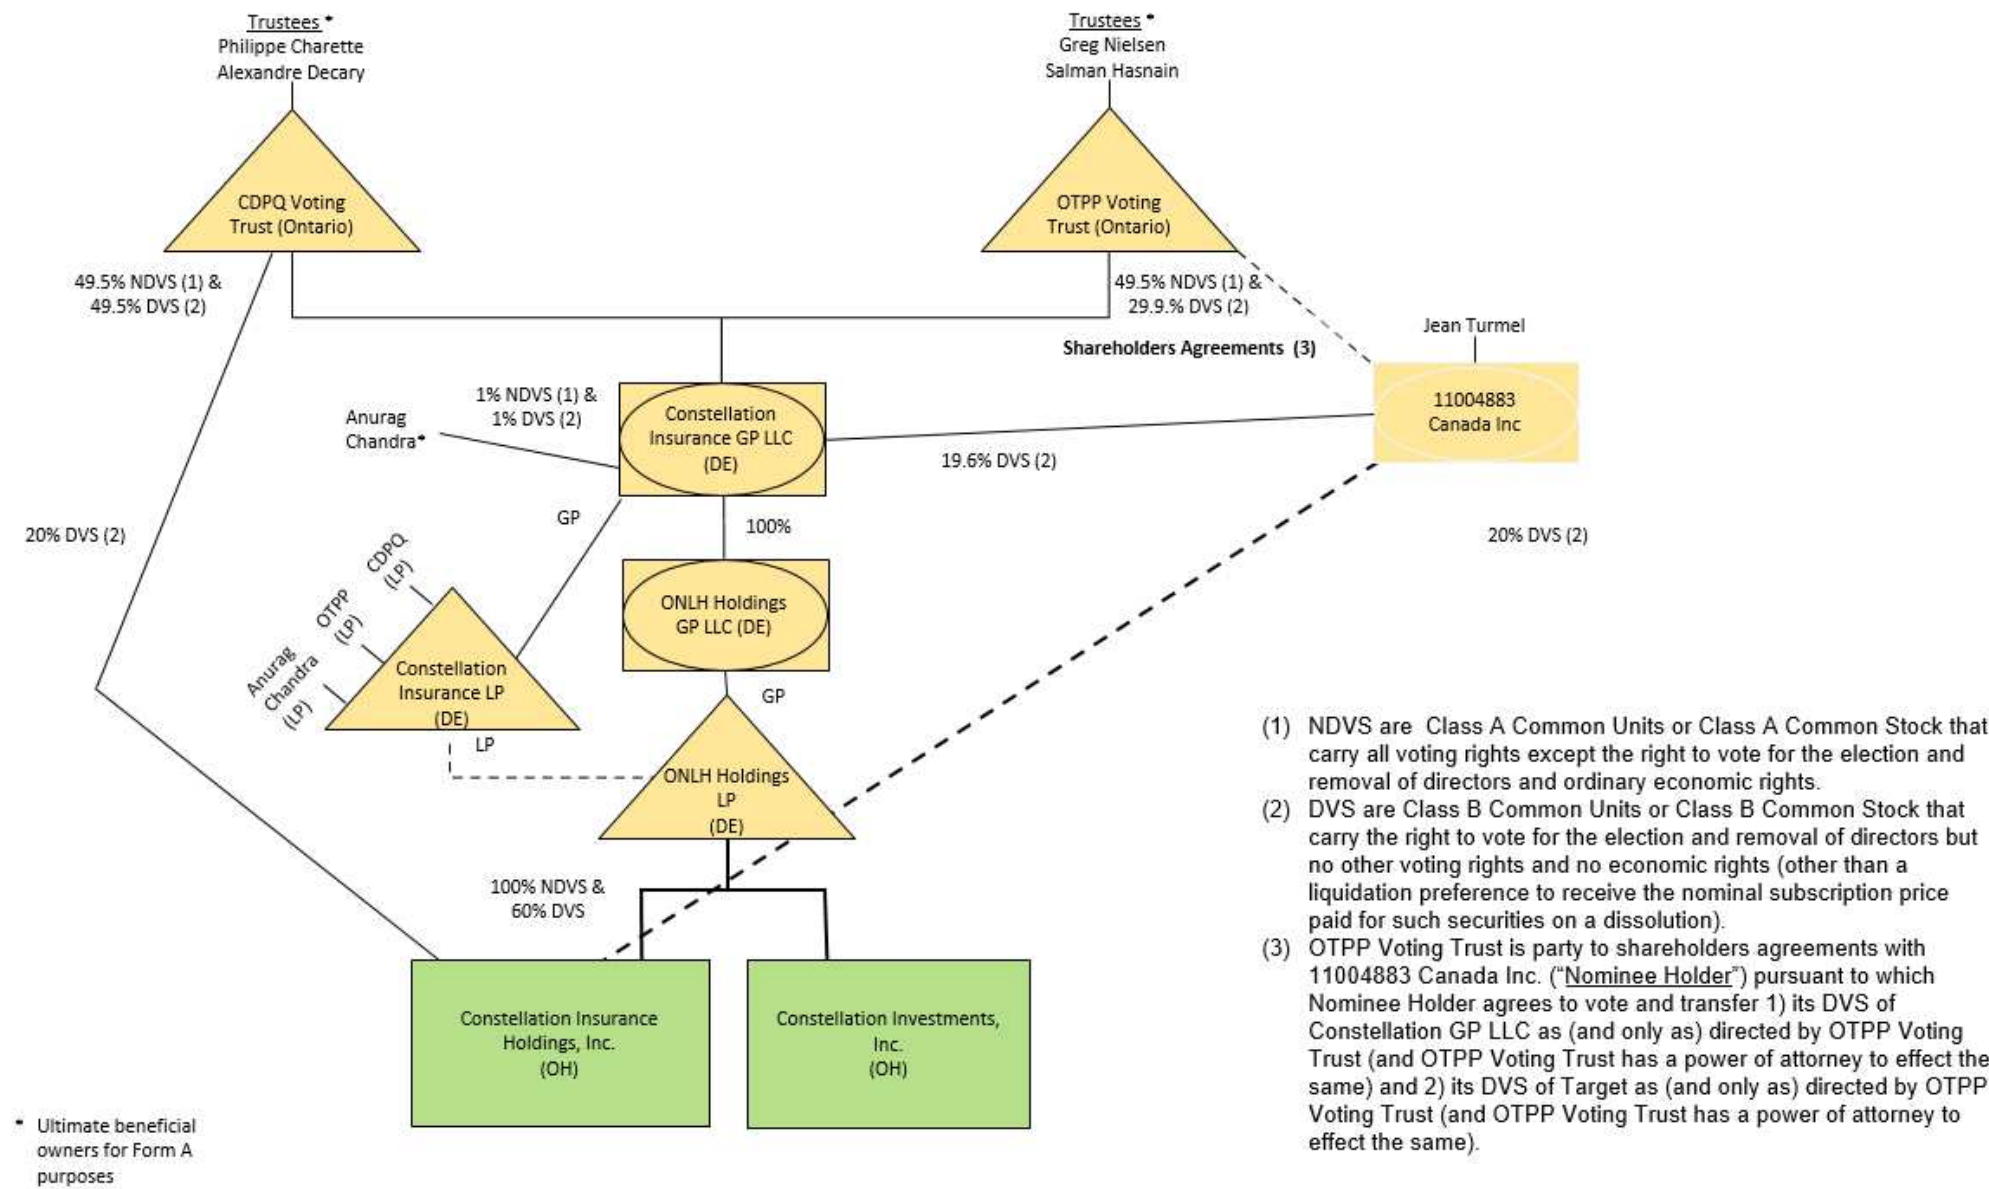 Trustees *
Philippe Charette
Alexandre Decary
Trustees *
Greg Nielsen
Salman Hasnain
CDPQ Voting
Trust (Ontario)
OTPP Voting
Trust (Ontario)
49.5% NDVS (1) &
49.5% DVS (2)
49.5% NDVS (1) &
29.9.% DVS (2)
Jean Turmel
Shareholders Agreements (3)
11004883
Canada Inc
1% NDVS (1) &
1% DVS (2)
Anurag
Chandra*
Constellation
Insurance GP LLC
(DE)
19.6% DVS (2)
GP
100%
20% DVS (2)
20% DVS (2)
CDPQ
(LP)
OTPP
(LP)
Anurag
Chandra
(LP)
ONLH Holdings
GP LLC (DE)
Constellation
Insurance LP
(DE)
GP
LP
ONLH Holdings
LP
(DE)
100% NDVS &
60% DVS
Constellation Insurance
Holdings, Inc.
(OH)
Constellation Investments,
Inc.
(OH)
(1) NDVS are Class A Common Units or Class A Common Stock that
carry all voting rights except the right to vote for the election and
removal of directors and ordinary economic rights.
(2) DVS are Class B Common Units or Class B Common Stock that
carry the right to vote for the election and removal of directors but
no other voting rights and no economic rights (other than a
liquidation preference to receive the nominal subscription price
paid for such securities on a dissolution).
(3) OTPP Voting Trust is party to shareholders agreements with
11004883 Canada Inc. (“Nominee Holder”) pursuant to which
Nominee Holder agrees to vote and transfer 1) its DVS of
Constellation GP LLC as (and only as) directed by OTPP Voting
Trust (and OTPP Voting Trust has a power of attorney to effect the
same) and 2) its DVS of Target as (and only as) directed by OTPP
Voting Trust (and OTPP Voting Trust has a power of attorney to
effect the same).
* Ultimate beneficial
owners for Form A
purposes